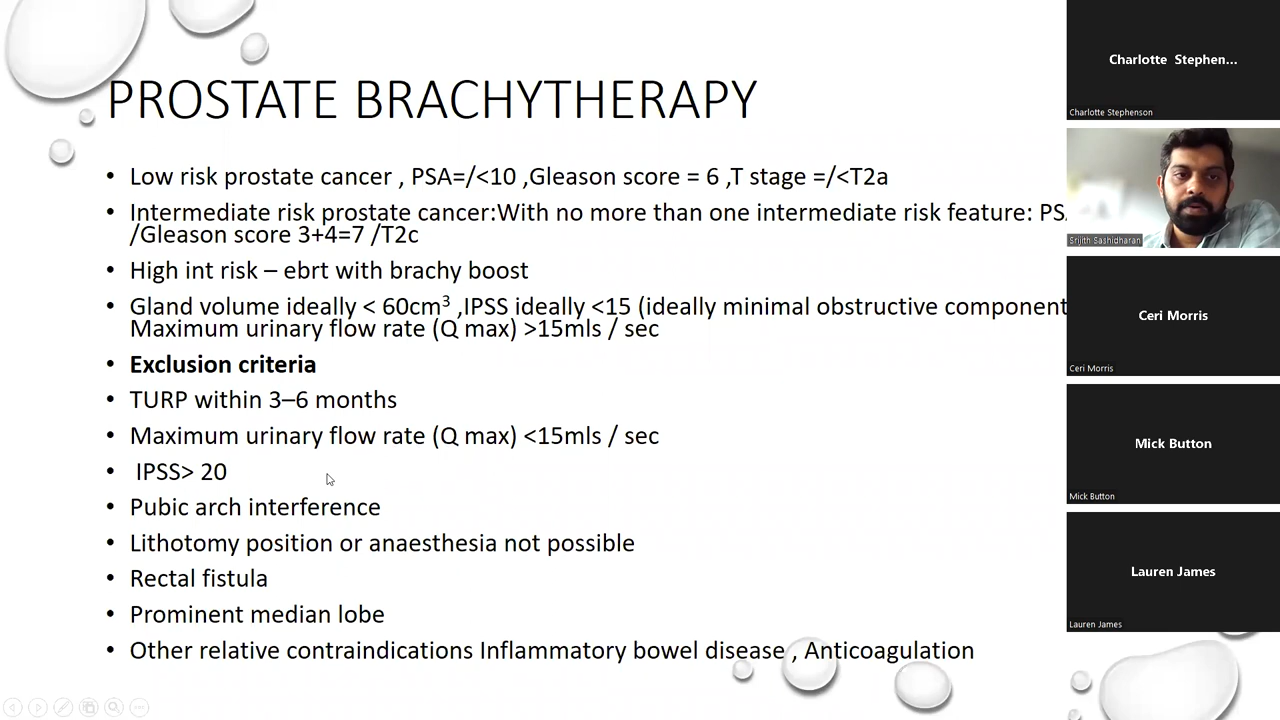 PROSTATE BRACHYTHERAPY
• Low risk prostate cancer , PSA=/<10 ,Gleason score = 6 ,T stage =/<T2a
• Intermediate risk prostate cancer:With no more than one intermediate risk feature:
/Gleason score 3+4=7 /T2c
• High int risk – ebrt with brachy boost
• Gland volume ideally < 60cm³ ,IPSS ideally <15 (ideally minimal obstructive component
Maximum urinary flow rate (Q max) >15mls / sec
• Exclusion criteria
• TURP within 3–6 months
• Maximum urinary flow rate (Q max) <15mls / sec
• IPSS> 20
• Pubic arch interference
• Lithotomy position or anaesthesia not possible
• Rectal fistula
• Prominent median lobe
• Other relative contraindications Inflammatory bowel disease , Anticoagulation
Charlotte Stephen...
Charlotte Stephenson
Srijith Sashidharan
Ceri Morris
Ceri Morris
Mick Button
Mick Button
Lauren James
Lauren James